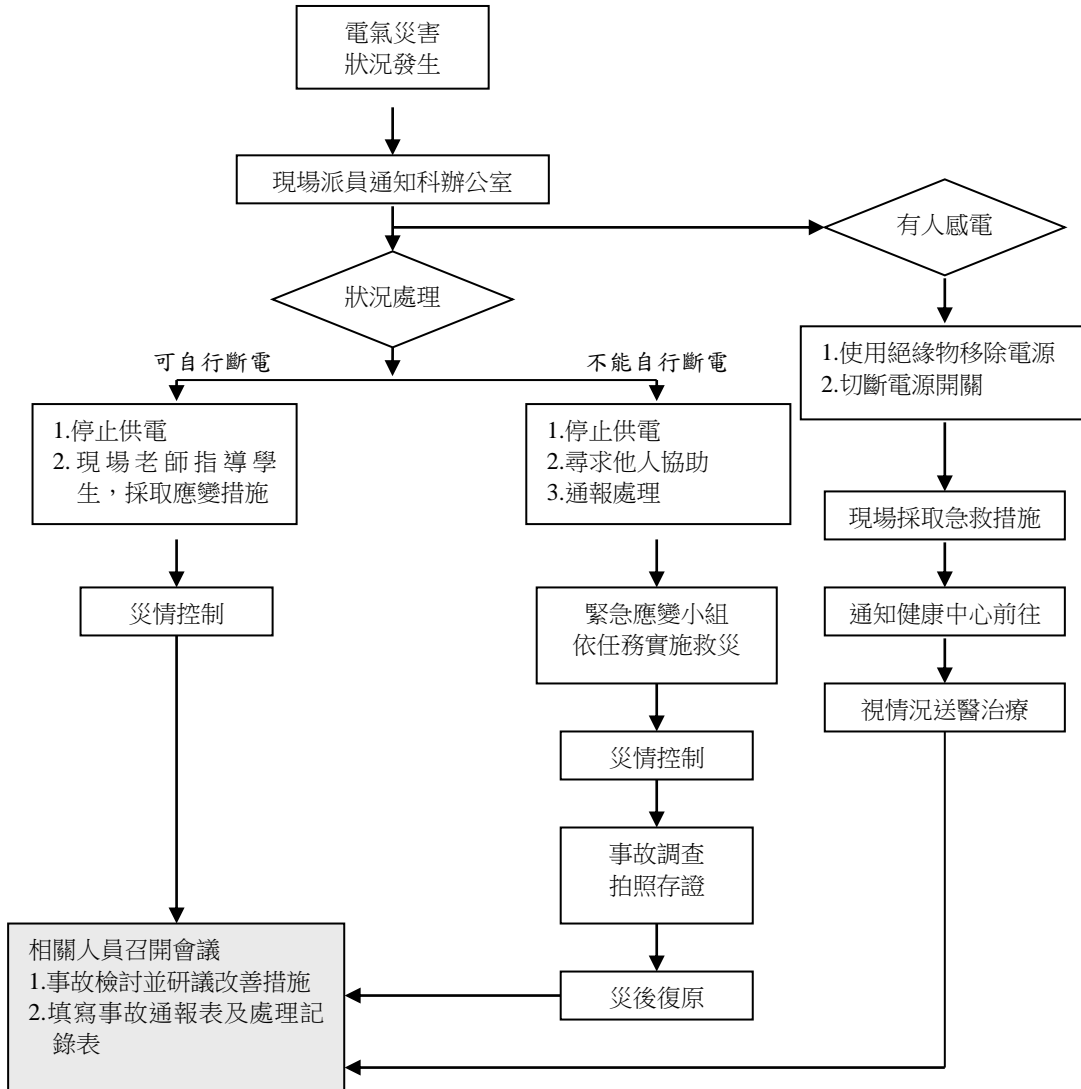 電氣災害
狀況發生
現場派員通知科辦公室
有人感電
狀況處理
可自行斷電
不能自行斷電
1.使用絕緣物移除電源
2.切斷電源開關
1.停止供電
2.現場老師指導學
生，採取應變措施
1.停止供電
2.尋求他人協助
3.通報處理
現場採取急救措施
災情控制
緊急應變小組
依任務實施救災
通知健康中心前往
視情況送醫治療
災情控制
事故調查
拍照存證
相關人員召開會議
1.事故檢討並研議改善措施
2.填寫事故通報表及處理記
錄表
災後復原